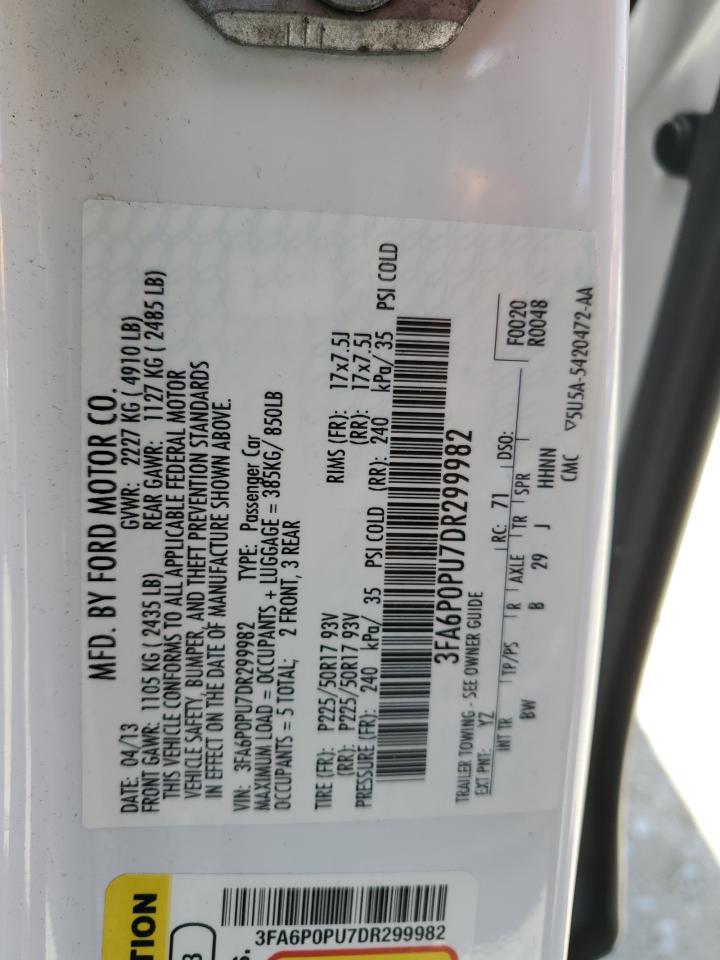 MFD. BY FORD MOTOR CO.
DATE: 04/13 GVWR: 2227 KG ( 4910 LB)
FRONT GAWR: 1105 KG ( 2435 LB) REAR GAWR: 1127 KG ( 2485 LB)
THIS VEHICLE CONFORMS TO ALL APPLICABLE FEDERAL MOTOR
VEHICLE SAFETY, BUMPER, AND THEFT PREVENTION STANDARDS
IN EFFECT ON THE DATE OF MANUFACTURE SHOWN ABOVE.
VIN: 3FA6P0PU7DR299982 TYPE: Passenger Car
MAXIMUM LOAD = OCCUPANTS + LUGGAGE = 385KG/ 850LB
OCCUPANTS = 5 TOTAL; 2 FRONT, 3 REAR
TIRE (FR): P225/50R17 93V RIMS (FR): 17x7.5J
(RR): P225/50R17 93V (RR): 17x7.5J
PRESSURE (FR): 240 kPa/ 35 PSI COLD (RR): 240 kPa/ 35 PSI COLD
3FA6P0PU7DR299982
TRAILER TOWING - SEE OWNER GUIDE
EXT PNT: YZ RC: 71 DSO: F0020
R0048
INT TR TP/PS R AXLE TR SPR
BW B 29 J HHNN
CMC ▽5U5A-5420472-AA
TION
3FA6P0PU7DR299982